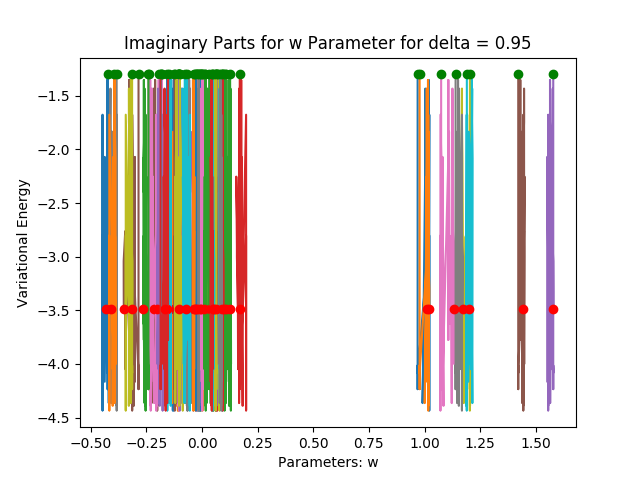 Imaginary Parts for w Parameter for delta = 0.95
Variational Energy
−1.5
−2.0
−2.5
−3.0
−3.5
−4.0
−4.5
−0.50 −0.25 0.00 0.25 0.50 0.75 1.00 1.25 1.50
Parameters: w